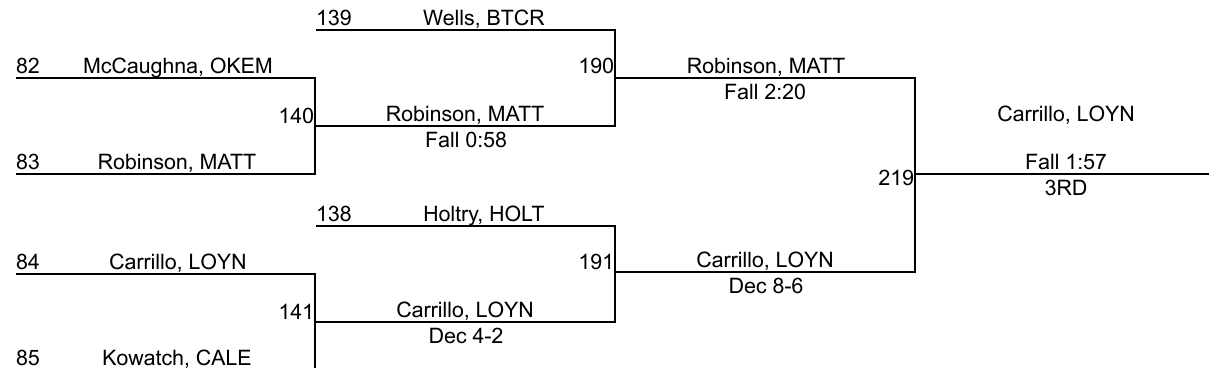 139 Wells, BTCR
82 McCaughna, OKEM
190 Robinson, MATT
Fall 2:20
140 Robinson, MATT
Fall 0:58
Carrillo, LOYN
83 Robinson, MATT
Fall 1:57
219
3RD
138 Holtry, HOLT
84 Carrillo, LOYN
191 Carrillo, LOYN
Dec 8-6
141 Carrillo, LOYN
Dec 4-2
85 Kowatch, CALE